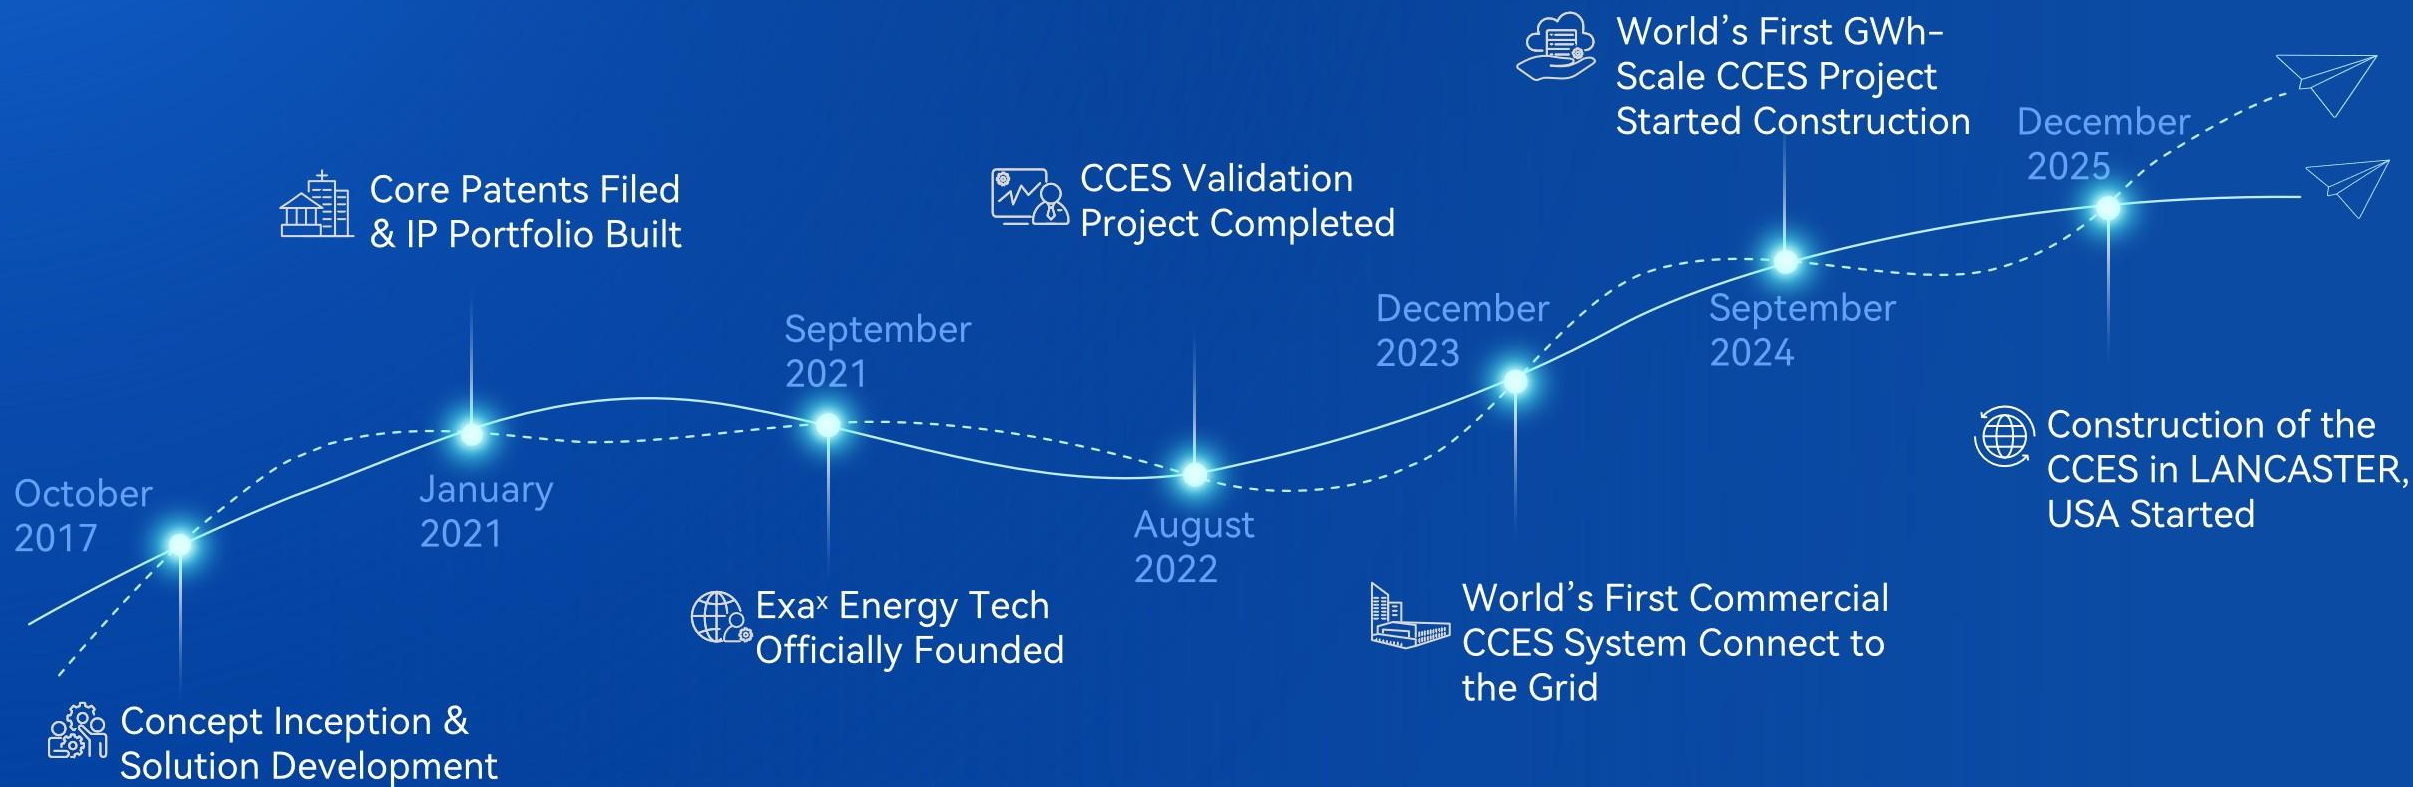 October
2017
Concept Inception &
Solution Development
Core Patents Filed
& IP Portfolio Built
January
2021
September
2021
Exaˣ Energy Tech
Officially Founded
CCES Validation
Project Completed
August
2022
December
2023
World’s First Commercial
CCES System Connect to
the Grid
World’s First GWh-
Scale CCES Project
Started Construction
September
2024
December
2025
Construction of the
CCES in LANCASTER,
USA Started